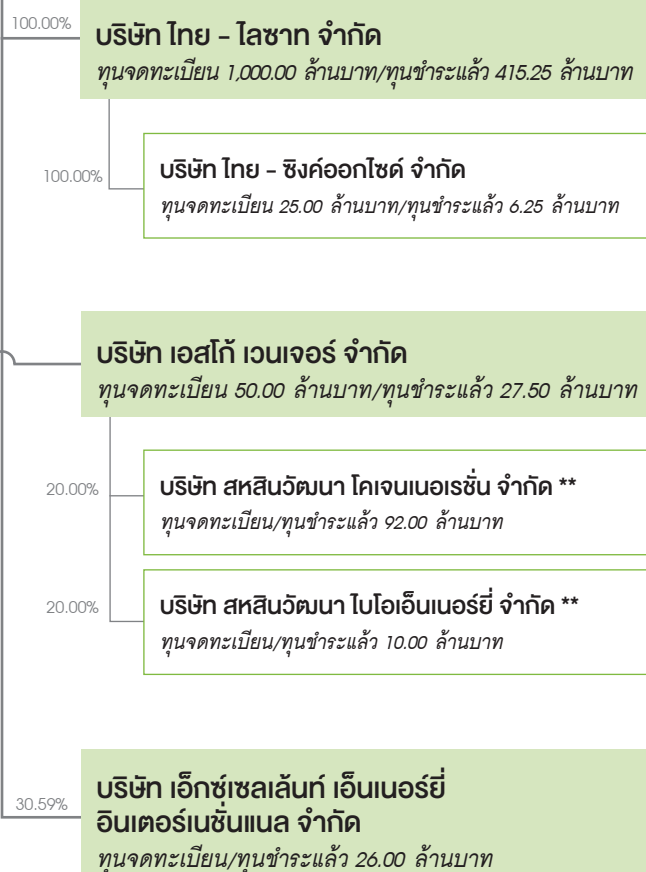 100.00%
บริษัท ไทย - ไลซาท จำกัด
ทุนจดทะเบียน 1,000.00 ล้านบาท/ทุนชำระแล้ว 415.25 ล้านบาท
100.00%
บริษัท ไทย - ซิงค์ออกไซด์ จำกัด
ทุนจดทะเบียน 25.00 ล้านบาท/ทุนชำระแล้ว 6.25 ล้านบาท
บริษัท เอสโก้ เวนเจอร์ จำกัด
ทุนจดทะเบียน 50.00 ล้านบาท/ทุนชำระแล้ว 27.50 ล้านบาท
20.00%
บริษัท สหสินวัฒนา โคเจนเนอเรชั่น จำกัด **
ทุนจดทะเบียน/ทุนชำระแล้ว 92.00 ล้านบาท
20.00%
บริษัท สหสินวัฒนา ไบโอเอ็นเนอร์ยี่ จำกัด **
ทุนจดทะเบียน/ทุนชำระแล้ว 10.00 ล้านบาท
30.59%
บริษัท เอ็กซ์เซลเล้นท์ เอ็นเนอร์ยี่
อินเตอร์เนชั่นแนล จำกัด
ทุนจดทะเบียน/ทุนชำระแล้ว 26.00 ล้านบาท